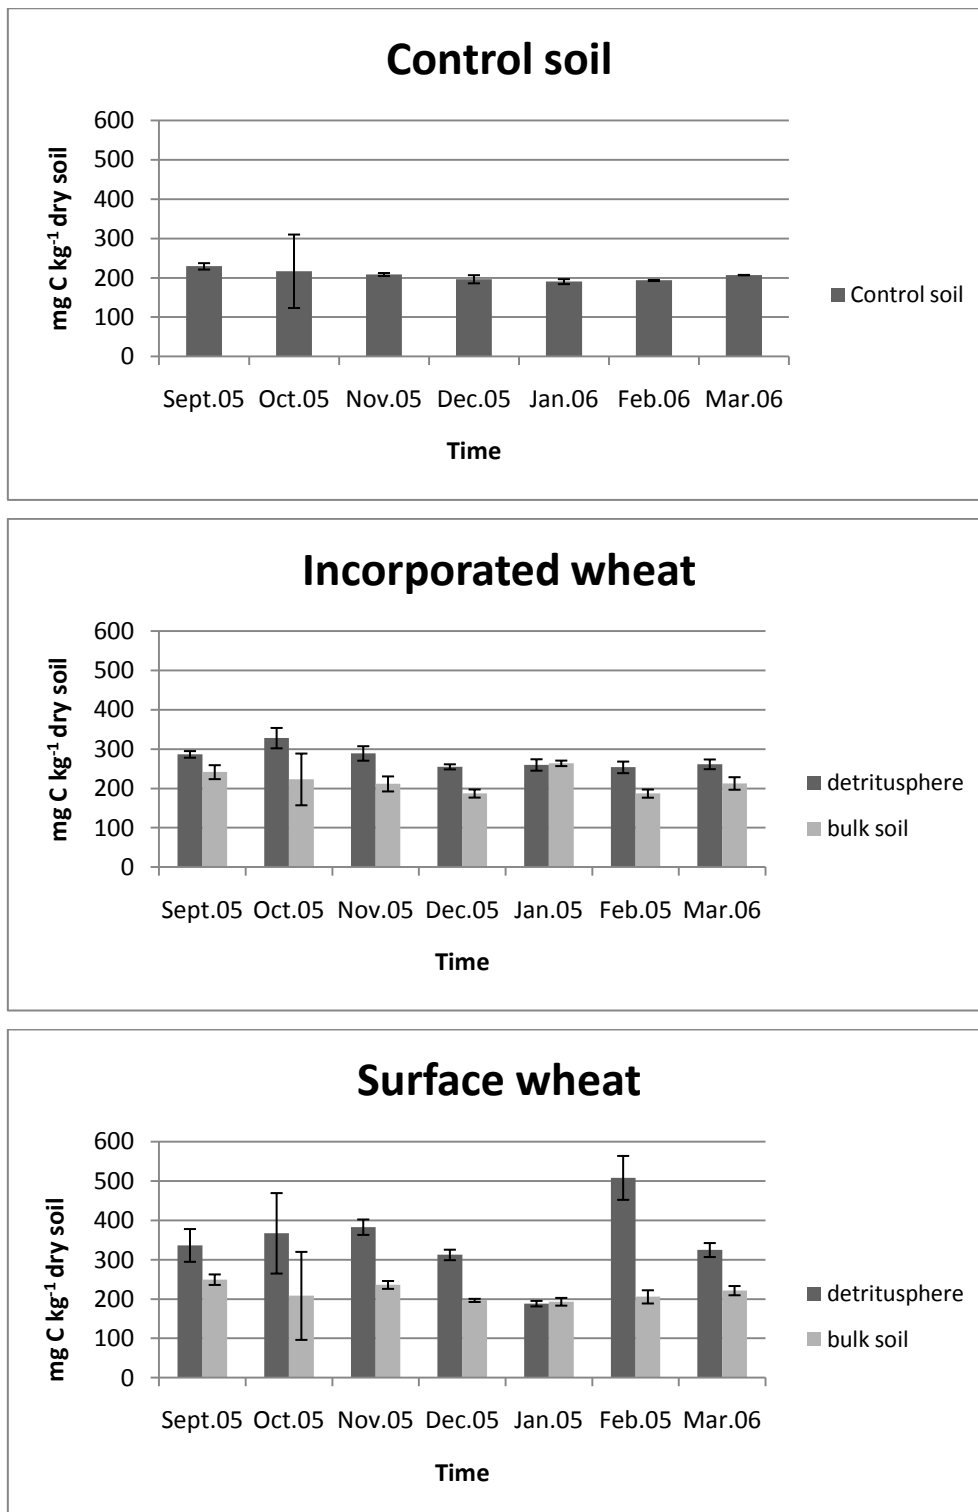 Control soil
mg C kg⁻¹ dry soil
600
500
400
300
200
100
0
Sept.05 Oct.05 Nov.05 Dec.05 Jan.06 Feb.06 Mar.06
Time
Control soil
Incorporated wheat
mg C kg⁻¹ dry soil
600
500
400
300
200
100
0
Sept.05 Oct.05 Nov.05 Dec.05 Jan.05 Feb.05 Mar.06
Time
detritusphere
bulk soil
Surface wheat
mg C kg⁻¹ dry soil
600
500
400
300
200
100
0
Sept.05 Oct.05 Nov.05 Dec.05 Jan.05 Feb.05 Mar.06
Time
detritusphere
bulk soil